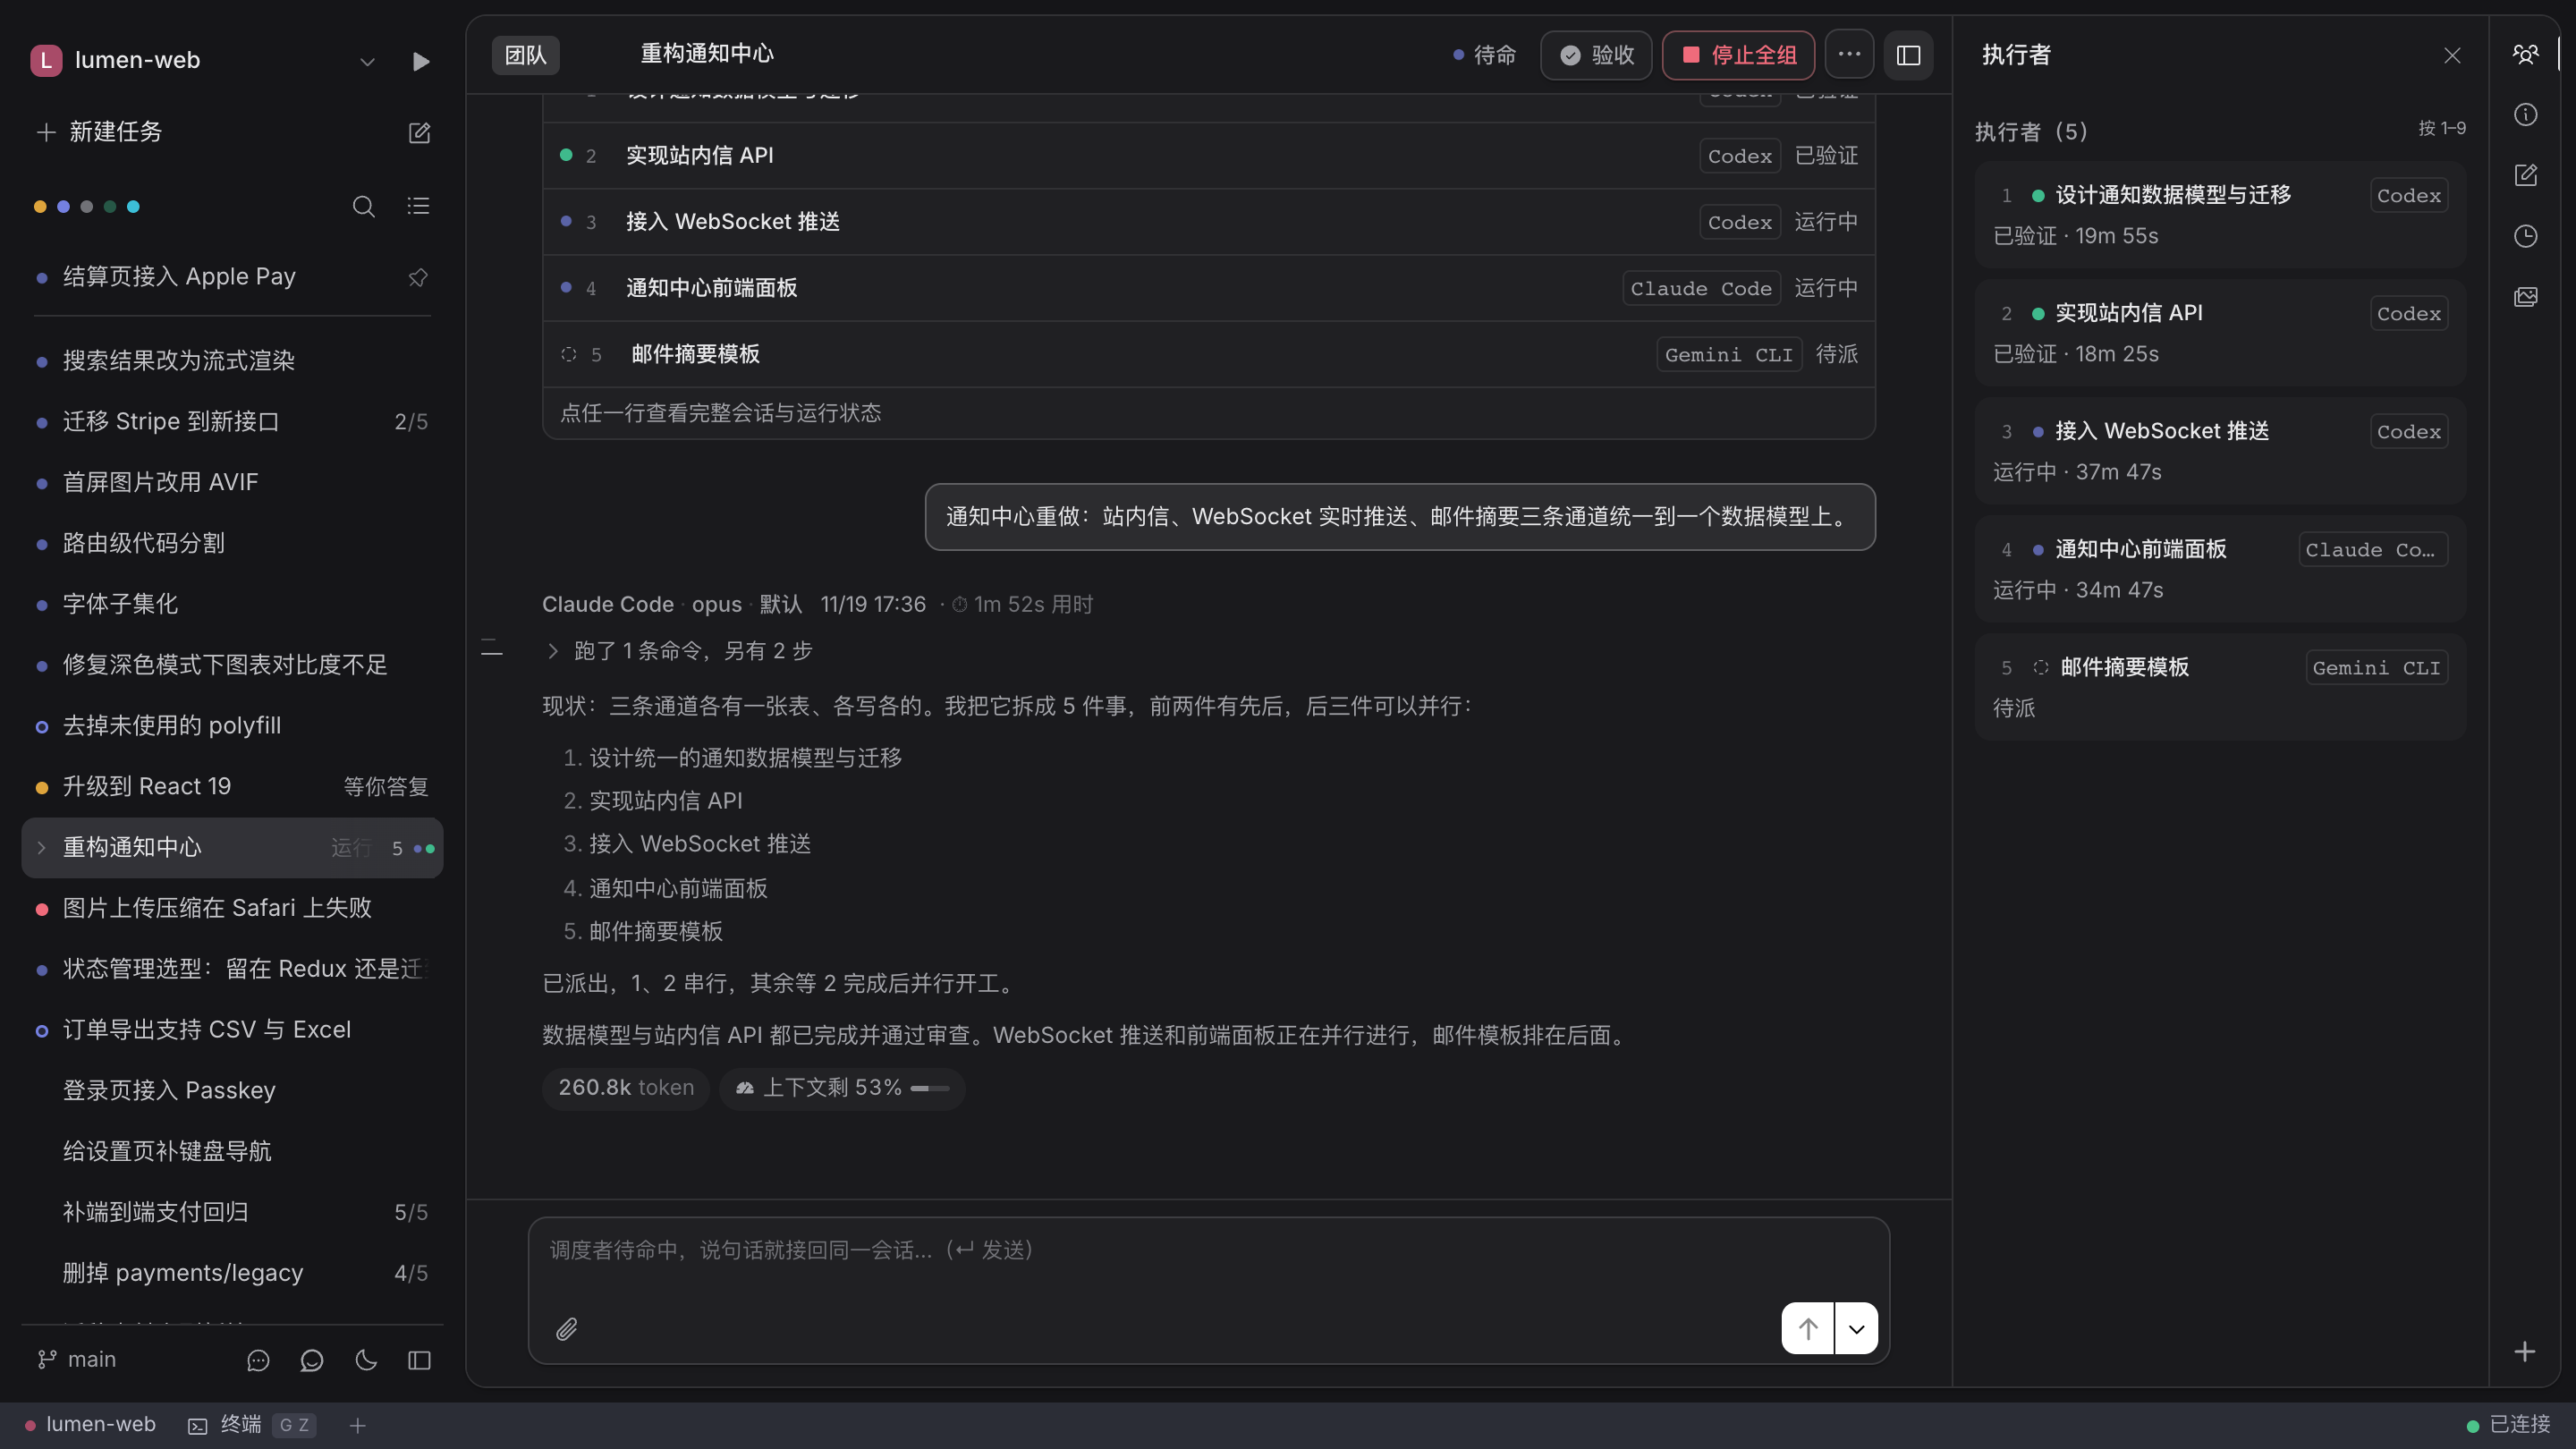 L lumen-web
新建任务
结算页接入 Apple Pay
搜索结果改为流式渲染
迁移 Stripe 到新接口 2/5
首屏图片改用 AVIF
路由级代码分割
字体子集化
修复深色模式下图表对比度不足
去掉未使用的 polyfill
升级到 React 19 等你答复
重构通知中心 运行 5
图片上传压缩在 Safari 上失败
状态管理选型：留在 Redux 还是迁
订单导出支持 CSV 与 Excel
登录页接入 Passkey
给设置页补键盘导航
补端到端支付回归 5/5
删掉 payments/legacy 4/5
main
团队 重构通知中心 待命 验收 停止全组
1 设计通知数据模型与迁移 Codex 已验证
2 实现站内信 API Codex 已验证
3 接入 WebSocket 推送 Codex 运行中
4 通知中心前端面板 Claude Code 运行中
5 邮件摘要模板 Gemini CLI 待派
点任一行查看完整会话与运行状态
通知中心重做：站内信、WebSocket 实时推送、邮件摘要三条通道统一到一个数据模型上。
Claude Code · opus · 默认 11/19 17:36 · 1m 52s 用时
跑了 1 条命令，另有 2 步
现状：三条通道各有一张表、各写各的。我把它拆成 5 件事，前两件有先后，后三件可以并行：
1. 设计统一的通知数据模型与迁移
2. 实现站内信 API
3. 接入 WebSocket 推送
4. 通知中心前端面板
5. 邮件摘要模板
已派出，1、2 串行，其余等 2 完成后并行开工。
数据模型与站内信 API 都已完成并通过审查。WebSocket 推送和前端面板正在并行进行，邮件模板排在后面。
260.8k token 上下文剩 53%
调度者待命中，说句话就接回同一会话…（↵ 发送）
执行者
执行者（5） 按 1–9
1 设计通知数据模型与迁移 Codex
已验证 · 19m 55s
2 实现站内信 API Codex
已验证 · 18m 25s
3 接入 WebSocket 推送 Codex
运行中 · 37m 47s
4 通知中心前端面板 Claude Co…
运行中 · 34m 47s
5 邮件摘要模板 Gemini CLI
待派
lumen-web 终端 G Z 已连接